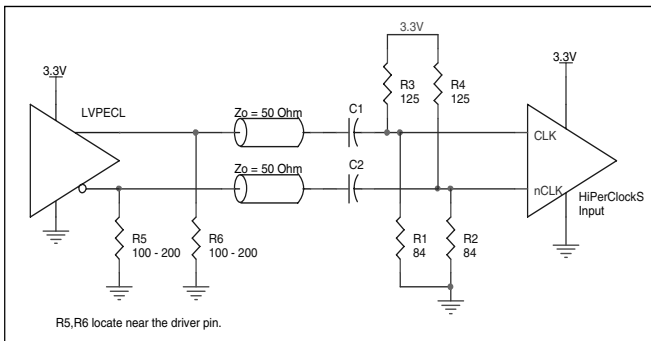 3.3V
3.3V
LVPECL
R3
125
R4
125
Zo = 50 Ohm
C1
CLK
Zo = 50 Ohm
C2
nCLK
HiPerClockS
Input
3.3V
R5
100 - 200
R6
100 - 200
R1
84
R2
84
R5,R6 locate near the driver pin.